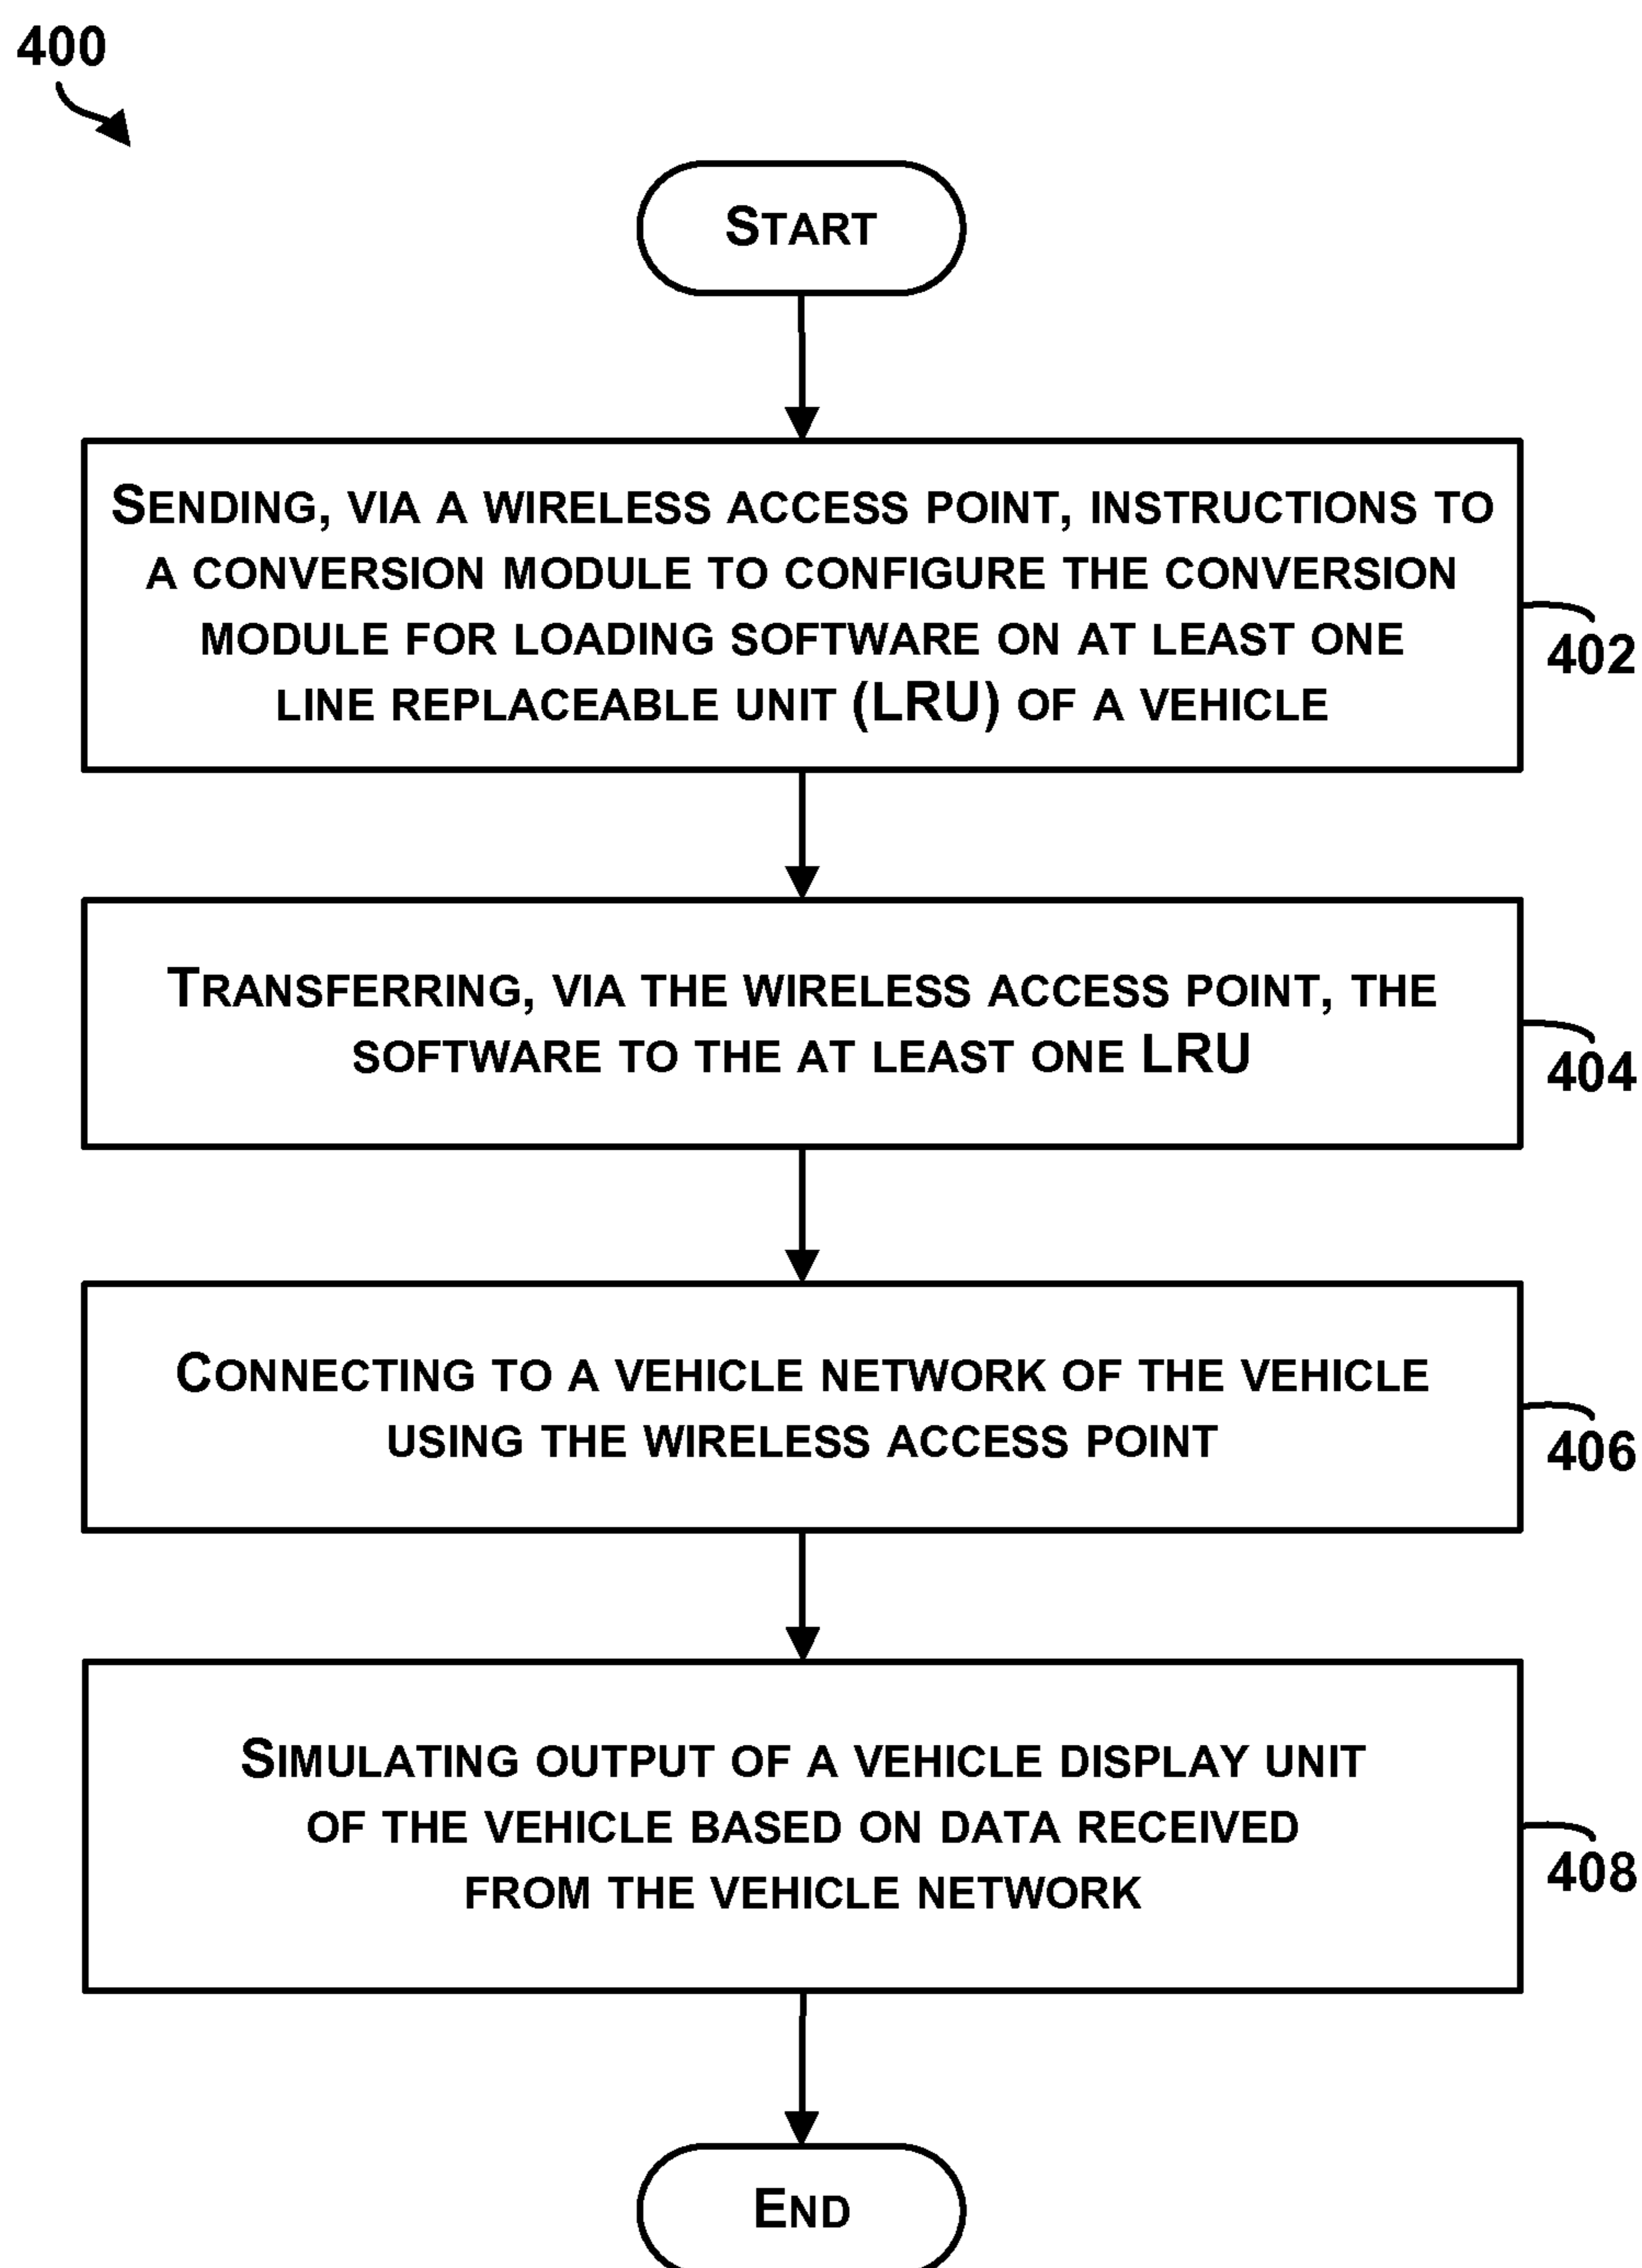 400
START
SENDING, VIA A WIRELESS ACCESS POINT, INSTRUCTIONS TO
A CONVERSION MODULE TO CONFIGURE THE CONVERSION
MODULE FOR LOADING SOFTWARE ON AT LEAST ONE
LINE REPLACEABLE UNIT (LRU) OF A VEHICLE
402
TRANSFERRING, VIA THE WIRELESS ACCESS POINT, THE
SOFTWARE TO THE AT LEAST ONE LRU
404
CONNECTING TO A VEHICLE NETWORK OF THE VEHICLE
USING THE WIRELESS ACCESS POINT
406
SIMULATING OUTPUT OF A VEHICLE DISPLAY UNIT
OF THE VEHICLE BASED ON DATA RECEIVED
FROM THE VEHICLE NETWORK
408
END